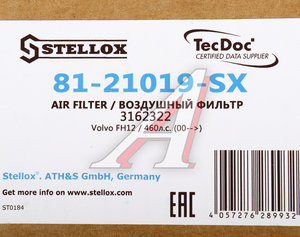 STELLOX
TecDoc
CERTIFIED DATA SUPPLIER
81-21019-SX
AIR FILTER / ВОЗДУШНЫЙ ФИЛЬТР
3162322
Volvo FH12 / 460л.с. (00-->)
Stellox® ATH&S GmbH, Germany
Get more info on www.stellox.com
ST0184
EAC
4 057276 289932